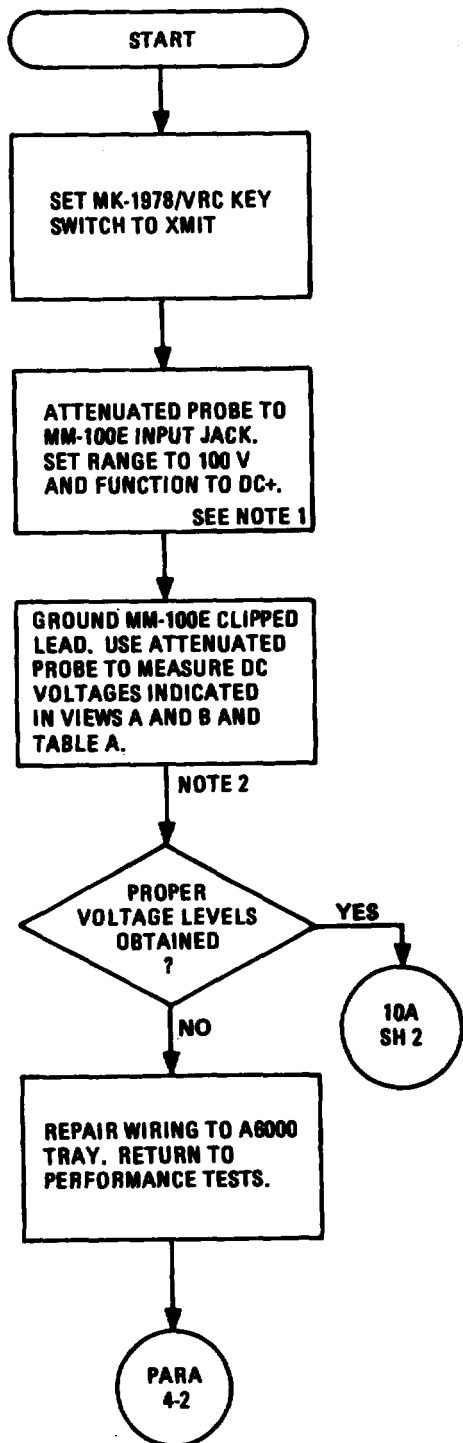 START
SET MK-1978/VRC KEY
SWITCH TO XMIT
ATTENUATED PROBE TO
MM-100E INPUT JACK.
SET RANGE TO 100 V
AND FUNCTION TO DC+.
SEE NOTE 1
GROUND MM-100E CLIPPED
LEAD. USE ATTENUATED
PROBE TO MEASURE DC
VOLTAGES INDICATED
IN VIEWS A AND B AND
TABLE A.
NOTE 2
PROPER
VOLTAGE LEVELS
OBTAINED
?
YES
10A
SH 2
NO
REPAIR WIRING TO A6000
TRAY. RETURN TO
PERFORMANCE TESTS.
PARA
4-2